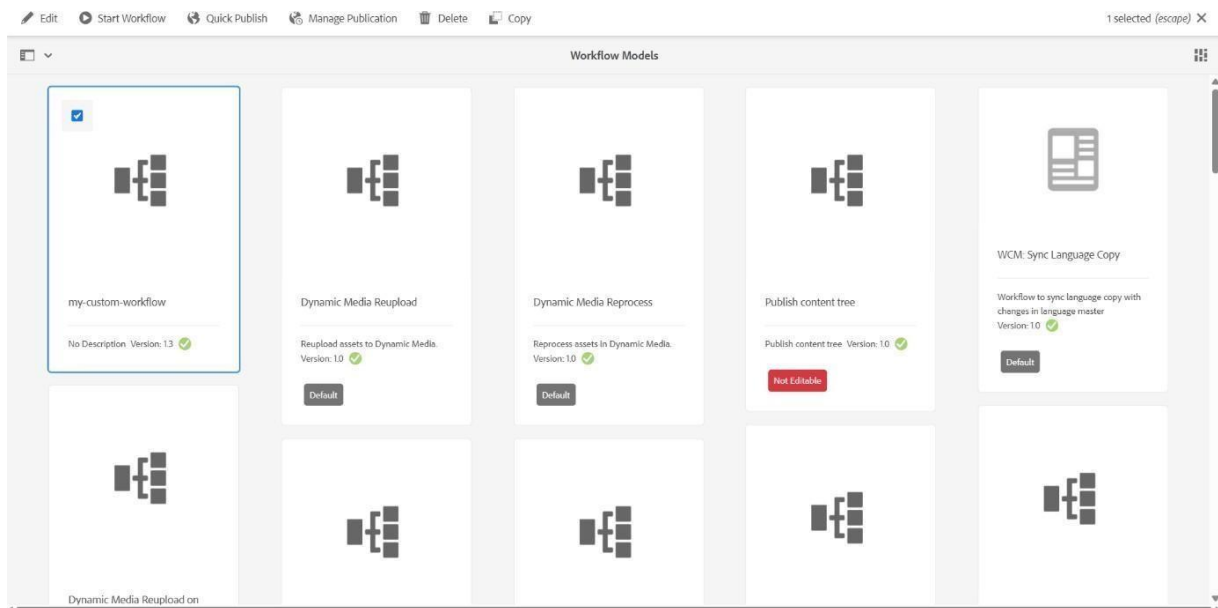 Edit Start Workflow Quick Publish Manage Publication Delete Copy 1 selected (escape)
Workflow Models
my-custom-workflow
No Description Version: 1.3
Dynamic Media Reupload
Reupload assets to Dynamic Media.
Version: 1.0
Default
Dynamic Media Reprocess
Reprocess assets in Dynamic Media.
Version: 1.0
Default
Publish content tree
Publish content tree Version: 1.0
Not Editable
WCM: Sync Language Copy
Workflow to sync language copy with
changes in language master
Version: 1.0
Default
Dynamic Media Reupload on